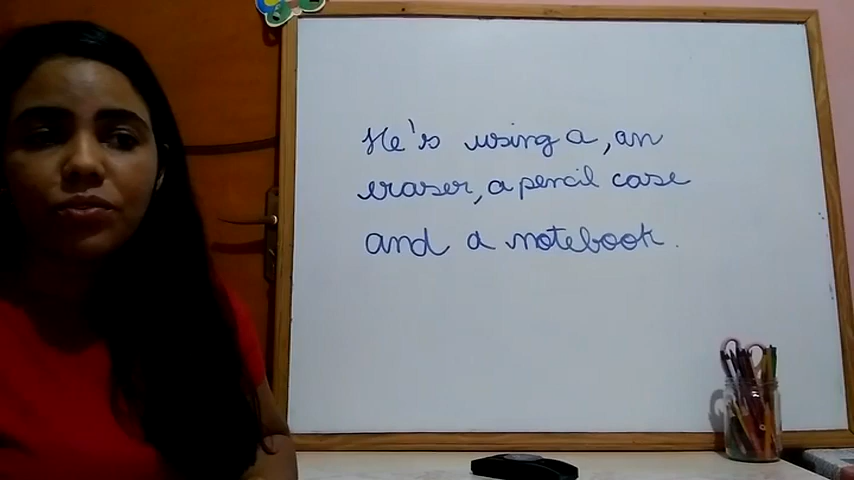 He's using a, an
eraser, a pencil case
and a notebook.